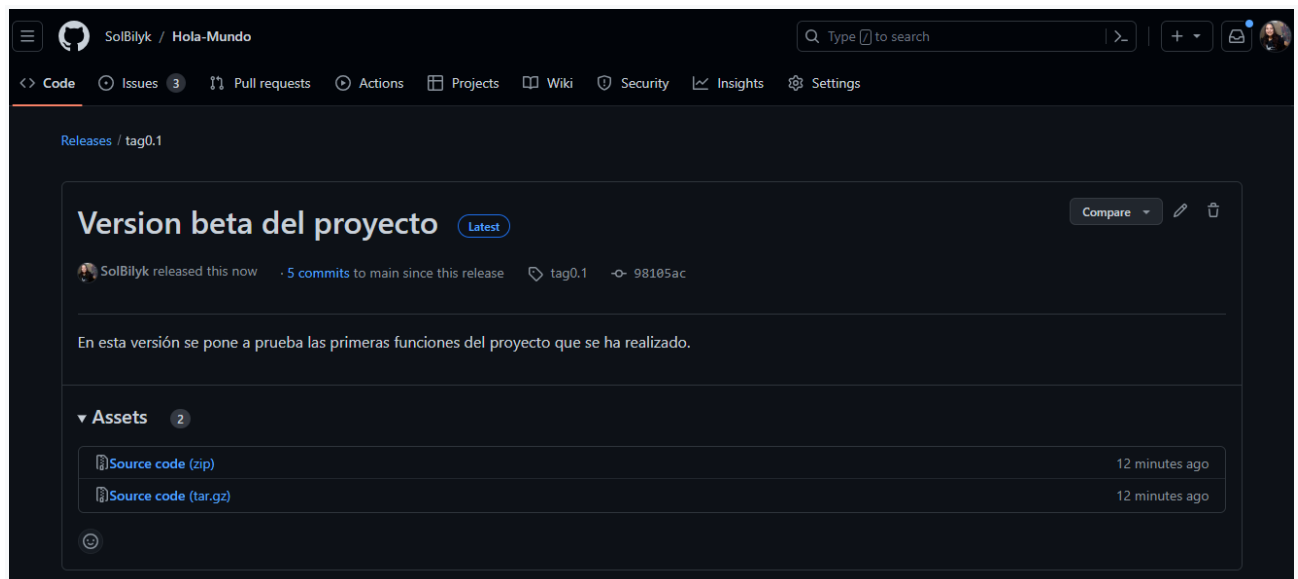 SolBilyk / Hola-Mundo
Type / to search
Code Issues 3 Pull requests Actions Projects Wiki Security Insights Settings
Releases / tag0.1
Version beta del proyecto Latest Compare
SolBilyk released this now · 5 commits to main since this release tag0.1 98105ac
En esta versión se pone a prueba las primeras funciones del proyecto que se ha realizado.
Assets 2
Source code (zip) 12 minutes ago
Source code (tar.gz) 12 minutes ago